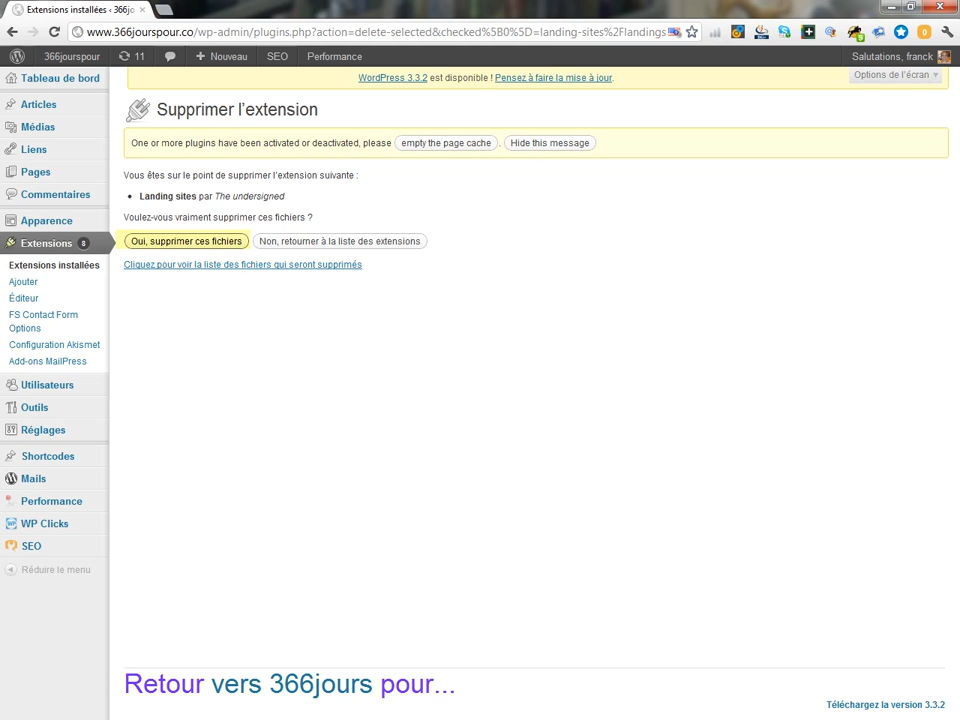 Extensions installées ‹ 366jo
www.366jourspour.co/wp-admin/plugins.php?action=delete-selected&checked%5B0%5D=landing-sites%2Flandings
366jourspour 11 Nouveau SEO Performance Salutations, franck
WordPress 3.3.2 est disponible ! Pensez à faire la mise à jour.
Options de l'écran
Tableau de bord
Articles
Médias
Liens
Pages
Commentaires
Apparence
Extensions 8
Extensions installées
Ajouter
Éditeur
FS Contact Form
Options
Configuration Akismet
Add-ons MailPress
Utilisateurs
Outils
Réglages
Shortcodes
Mails
Performance
WP Clicks
SEO
Réduire le menu
Supprimer l'extension
One or more plugins have been activated or deactivated, please empty the page cache . Hide this message
Vous êtes sur le point de supprimer l'extension suivante :
• Landing sites par The undersigned
Voulez-vous vraiment supprimer ces fichiers ?
Oui, supprimer ces fichiers Non, retourner à la liste des extensions
Cliquez pour voir la liste des fichiers qui seront supprimés
Retour vers 366jours pour...
Téléchargez la version 3.3.2